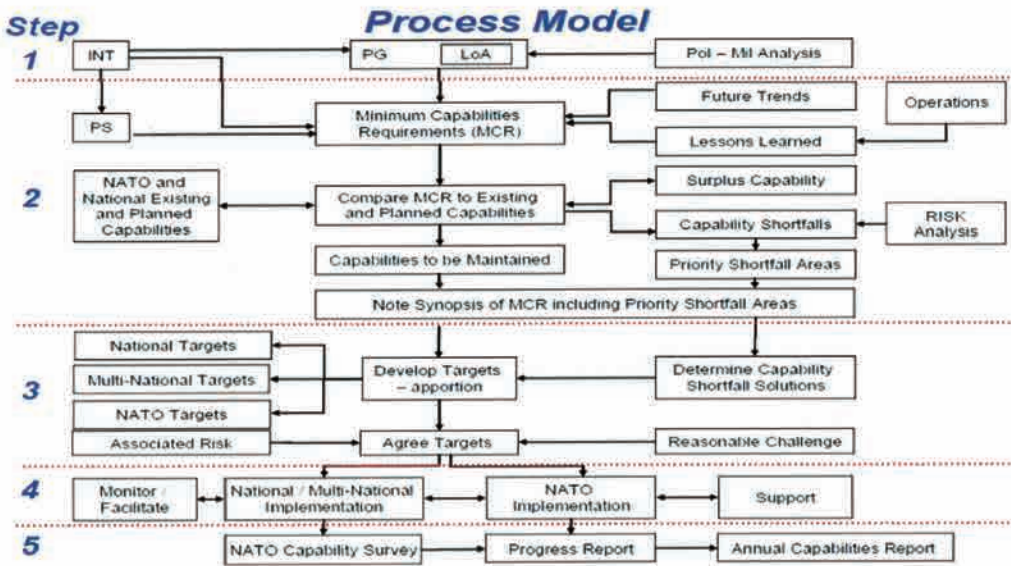 Process Model
Step
1
INT
PG
LoA
Pol – Mil Analysis
PS
Minimum Capabilities
Requirements (MCR)
Future Trends
Operations
Lessons Learned
2
NATO and
National Existing
and Planned
Capabilities
Compare MCR to Existing
and Planned Capabilities
Surplus Capability
Capability Shortfalls
RISK
Analysis
Capabilities to be Maintained
Priority Shortfall Areas
Note Synopsis of MCR including Priority Shortfall Areas
3
National Targets
Multi-National Targets
NATO Targets
Develop Targets
– apportion
Determine Capability
Shortfall Solutions
Associated Risk
Agree Targets
Reasonable Challenge
4
Monitor /
Facilitate
National / Multi-National
Implementation
NATO
Implementation
Support
5
NATO Capability Survey
Progress Report
Annual Capabilities Report